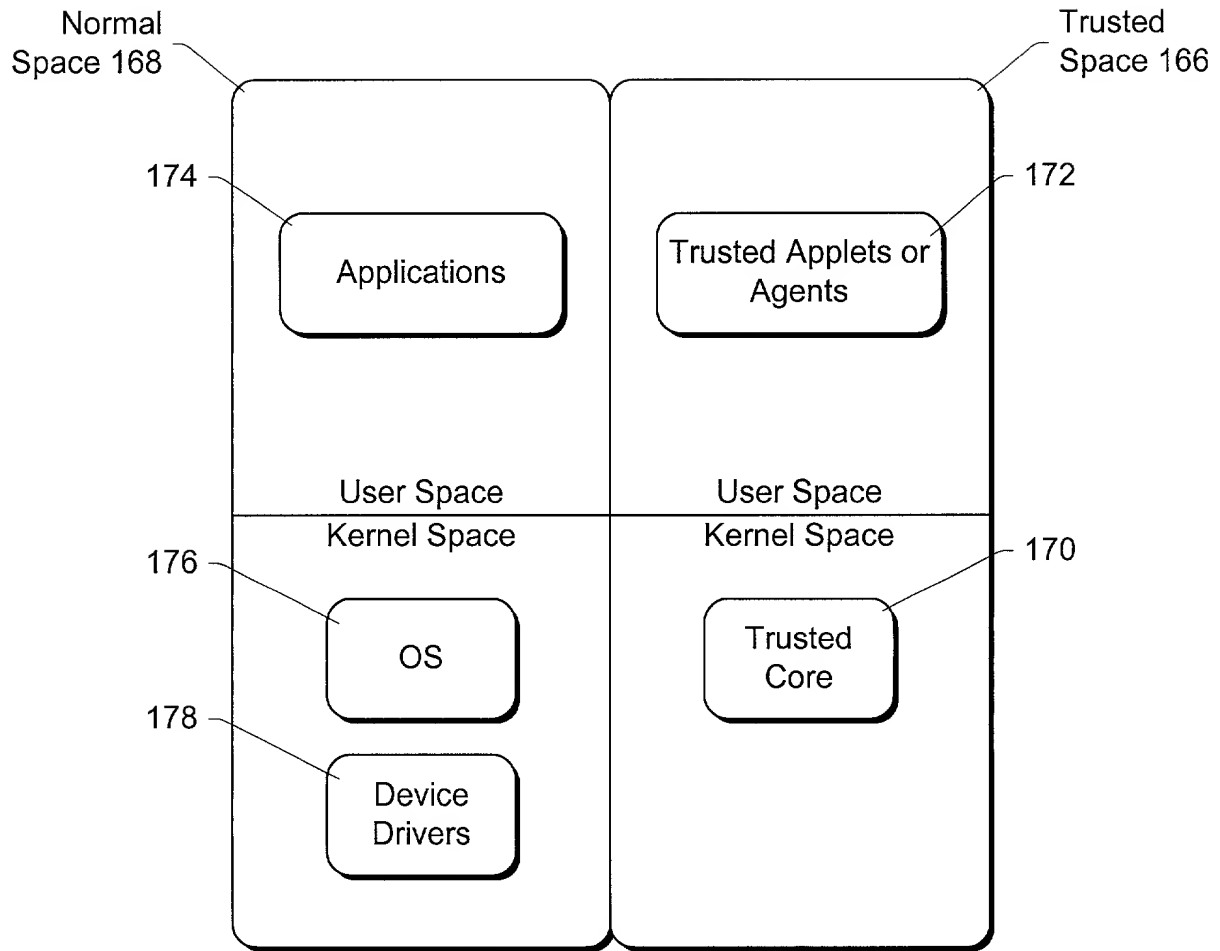 Normal
Space 168
Trusted
Space 166
174
172
Applications
Trusted Applets or
Agents
User Space
User Space
Kernel Space
Kernel Space
176
170
OS
Trusted
Core
178
Device
Drivers